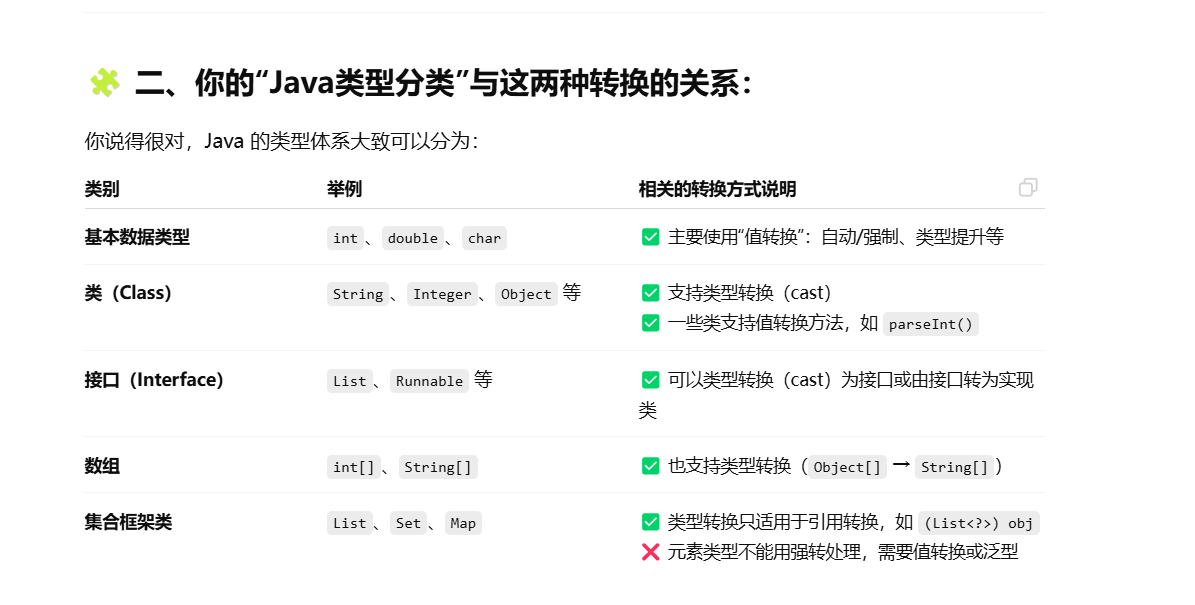 🧩 二、你的“Java类型分类”与这两种转换的关系：
你说得很对，Java 的类型体系大致可以分为：
类别 举例 相关的转换方式说明
基本数据类型 int、double、char ✅ 主要使用“值转换”：自动/强制、类型提升等
类（Class） String、Integer、Object 等 ✅ 支持类型转换（cast）
✅ 一些类支持值转换方法，如 parseInt()
接口（Interface） List、Runnable 等 ✅ 可以类型转换（cast）为接口或由接口转为实现
类
数组 int[]、String[] ✅ 也支持类型转换（Object[] → String[]）
集合框架类 List、Set、Map ✅ 类型转换只适用于引用转换，如 (List<?>) obj
❌ 元素类型不能用强转处理，需要值转换或泛型